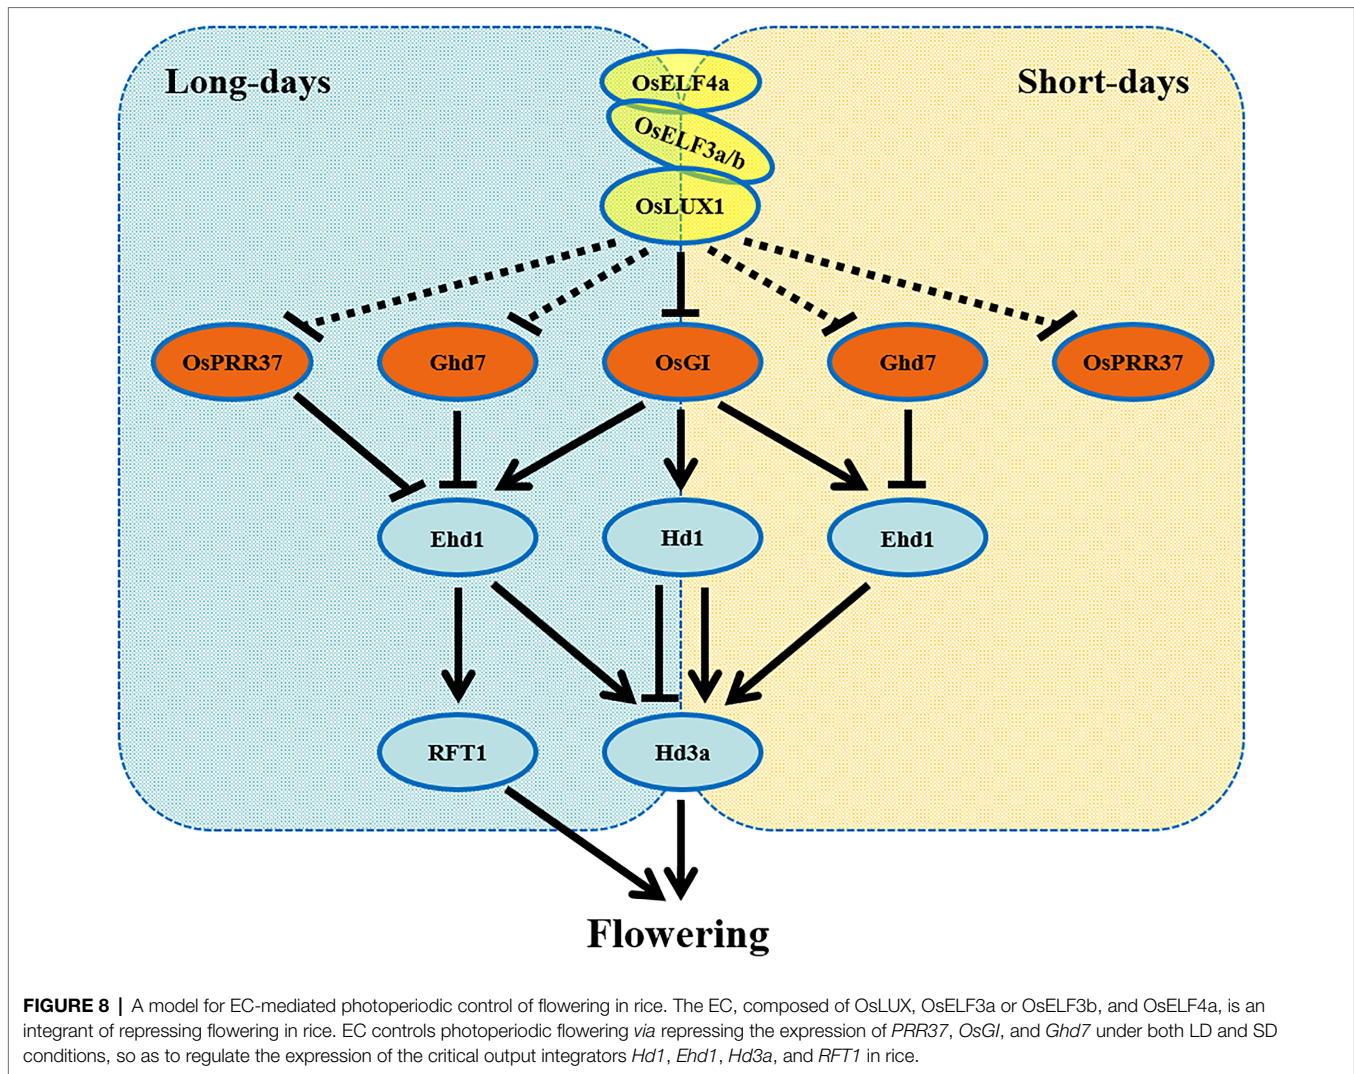 Long-days
Short-days
OsELF4a
OsELF3a/b
OsLUX1
OsPRR37
Ghd7
OsGI
Ghd7
OsPRR37
Ehd1
Hd1
Ehd1
RFT1
Hd3a
Flowering
FIGURE 8 | A model for EC-mediated photoperiodic control of flowering in rice. The EC, composed of OsLUX, OsELF3a or OsELF3b, and OsELF4a, is an
integrant of repressing flowering in rice. EC controls photoperiodic flowering via repressing the expression of PRR37, OsGI, and Ghd7 under both LD and SD
conditions, so as to regulate the expression of the critical output integrators Hd1, Ehd1, Hd3a, and RFT1 in rice.